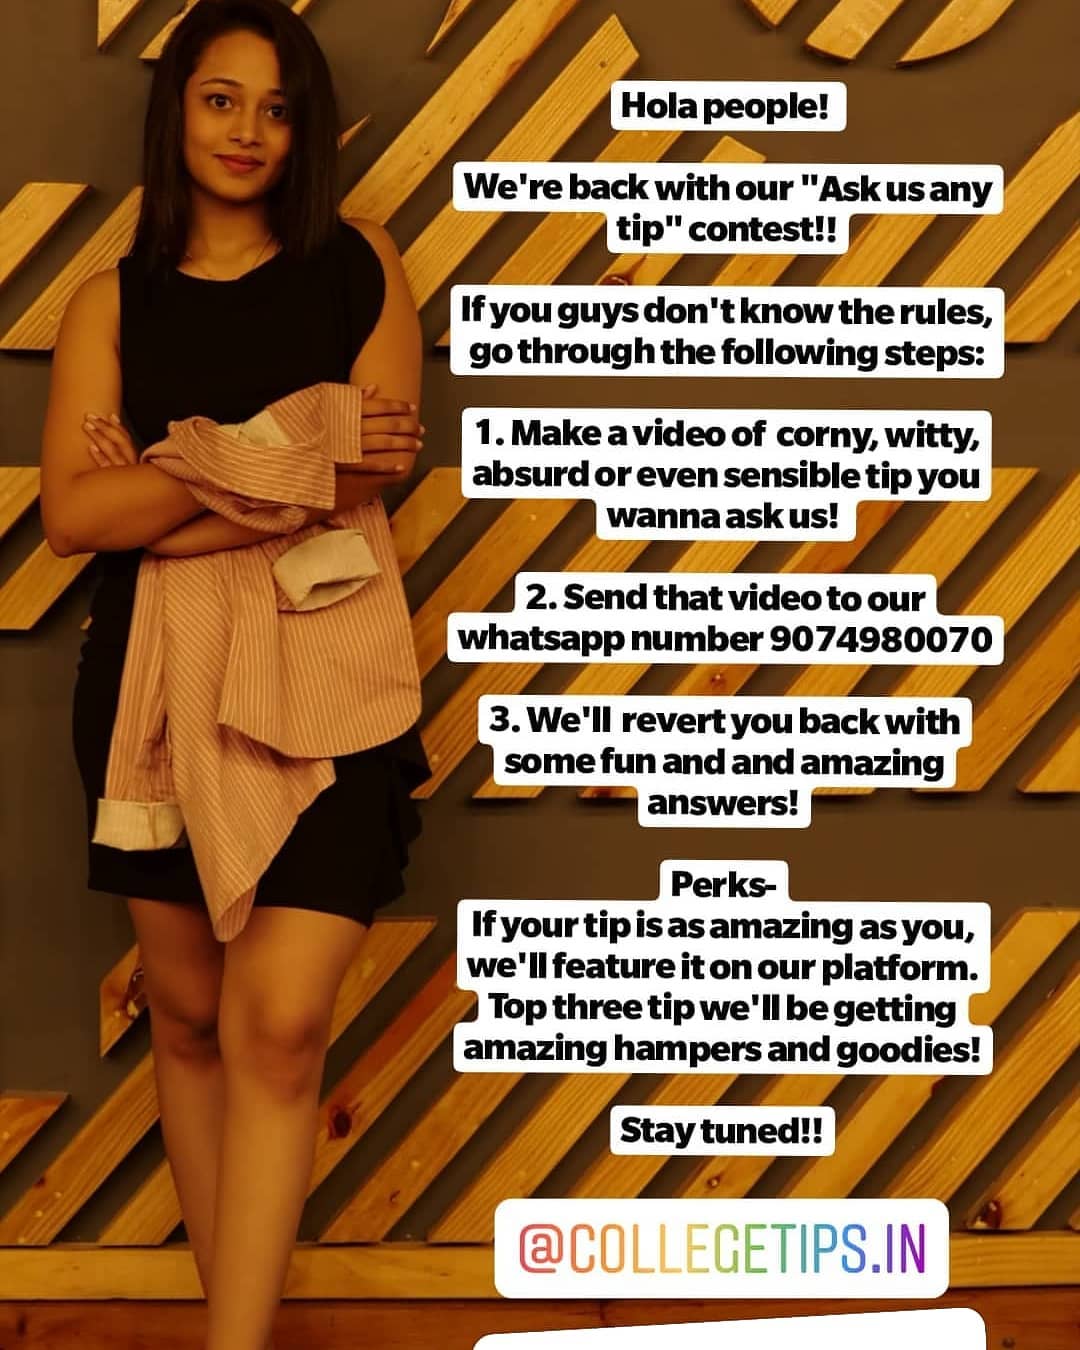 Hola people!
We're back with our "Ask us any
tip" contest!!
If you guys don't know the rules,
go through the following steps:
1. Make a video of corny, witty,
absurd or even sensible tip you
wanna ask us!
2. Send that video to our
whatsapp number 9074980070
3. We'll revert you back with
some fun and and amazing
answers!
Perks-
If your tip is as amazing as you,
we'll feature it on our platform.
Top three tip we'll be getting
amazing hampers and goodies!
Stay tuned!!
@COLLEGETIPS.IN